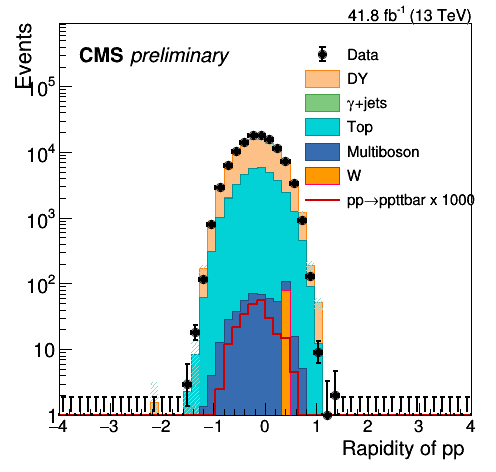 41.8 fb⁻¹ (13 TeV)
Events
CMS preliminary
Data
DY
γ+jets
Top
Multiboson
W
pp→ppttbar x 1000
10⁵
10⁴
10³
10²
10
1
−4 −3 −2 −1 0 1 2 3 4
Rapidity of pp